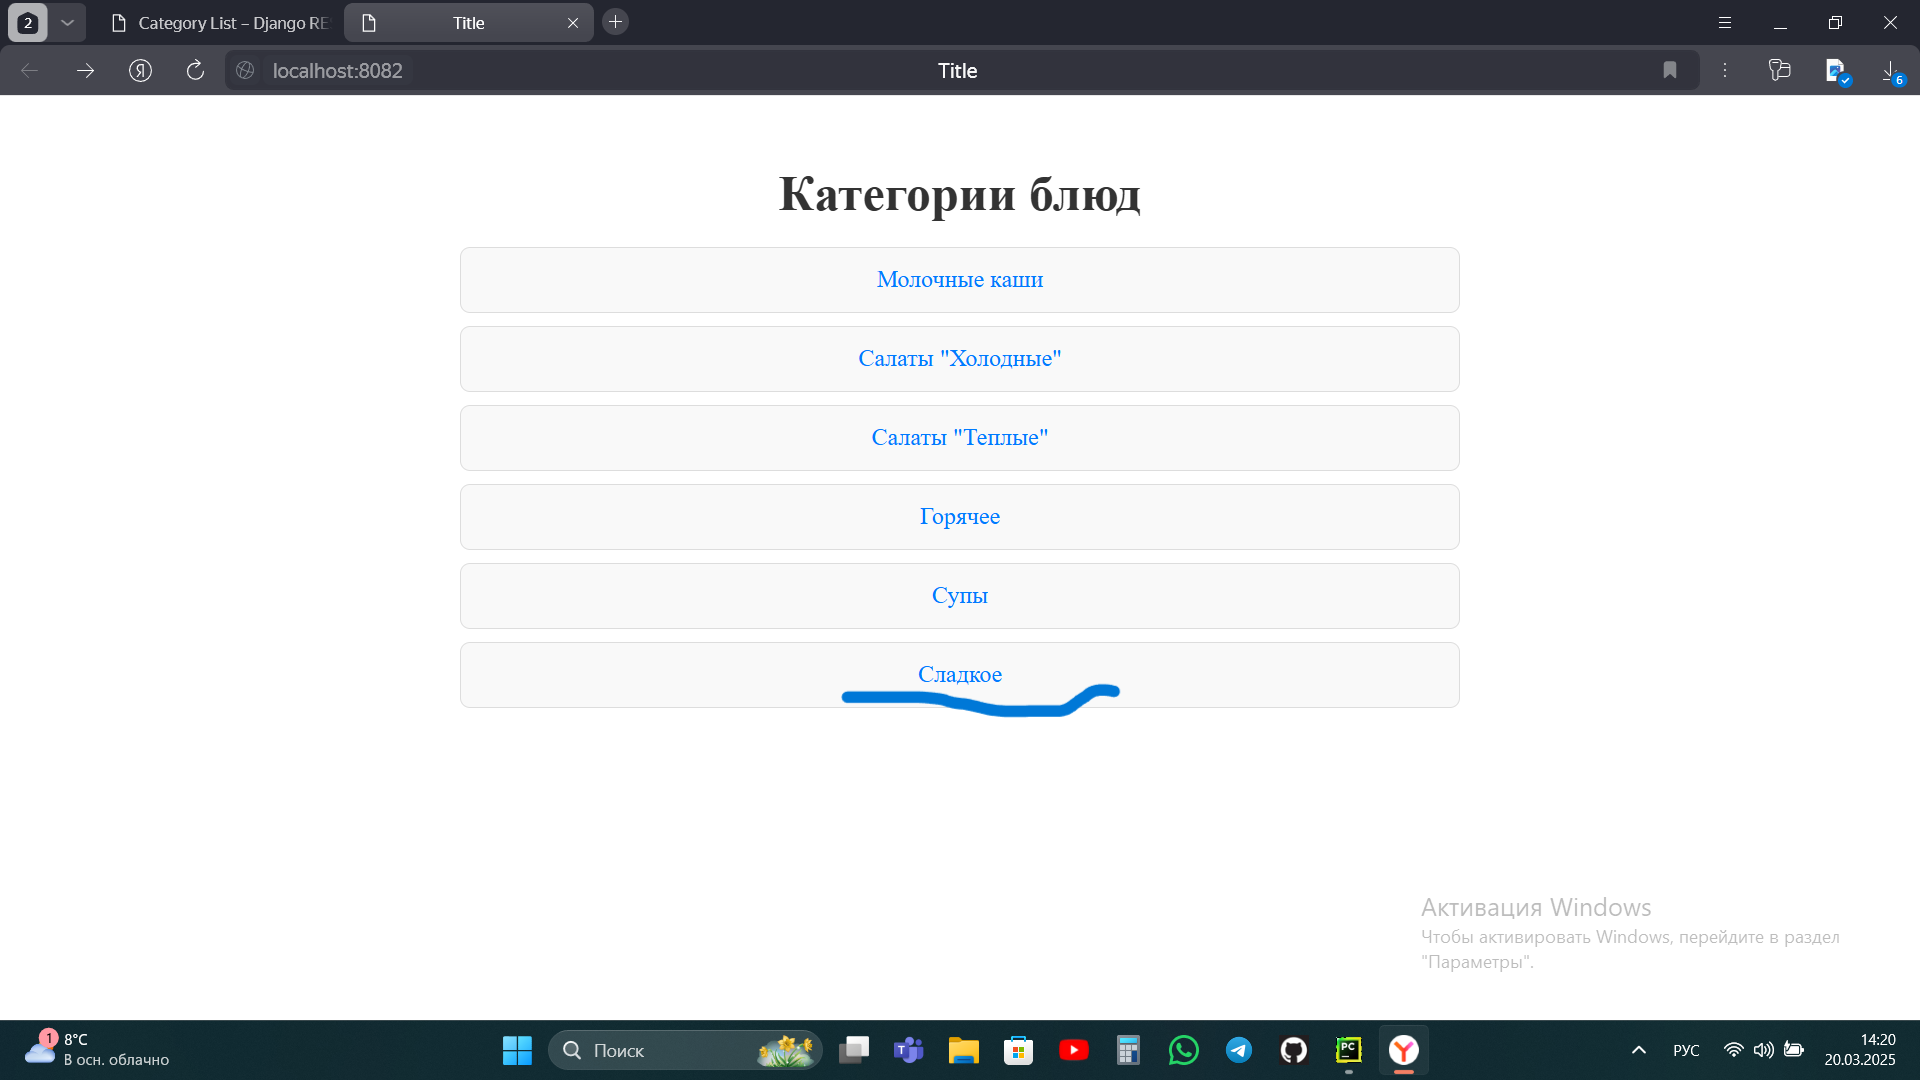 2
Category List – Django RE
Title
localhost:8082
Title
6
Категории блюд
Молочные каши
Салаты "Холодные"
Салаты "Теплые"
Горячее
Супы
Сладкое
Активация Windows
Чтобы активировать Windows, перейдите в раздел
"Параметры".
1
8°C
В осн. облачно
Поиск
PC
РУС
14:20
20.03.2025